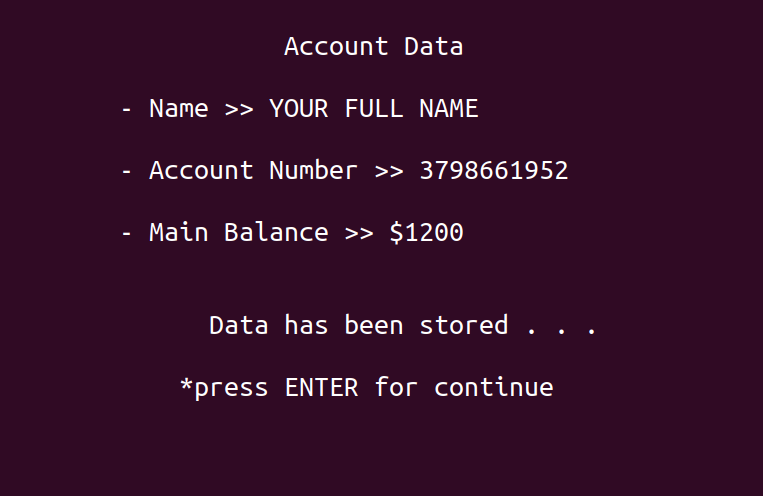 Account Data
- Name >> YOUR FULL NAME
- Account Number >> 3798661952
- Main Balance >> $1200
Data has been stored . . .
*press ENTER for continue